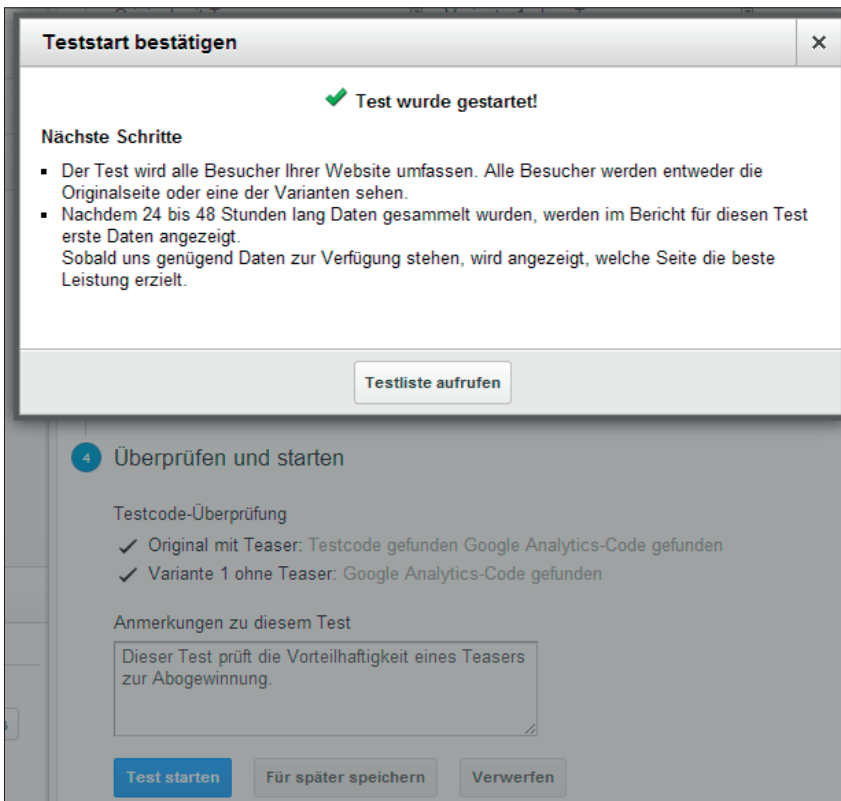 Teststart bestätigen
Test wurde gestartet!
Nächste Schritte
Der Test wird alle Besucher Ihrer Website umfassen. Alle Besucher werden entweder die
Originalseite oder eine der Varianten sehen.
Nachdem 24 bis 48 Stunden lang Daten gesammelt wurden, werden im Bericht für diesen Test
erste Daten angezeigt.
Sobald uns genügend Daten zur Verfügung stehen, wird angezeigt, welche Seite die beste
Leistung erzielt.
Testliste aufrufen
4 Überprüfen und starten
Testcode-Überprüfung
Original mit Teaser: Testcode gefunden Google Analytics-Code gefunden
Variante 1 ohne Teaser: Google Analytics-Code gefunden
Anmerkungen zu diesem Test
Dieser Test prüft die Vorteilhaftigkeit eines Teasers
zur Abogewinnung.
Test starten Für später speichern Verwerfen